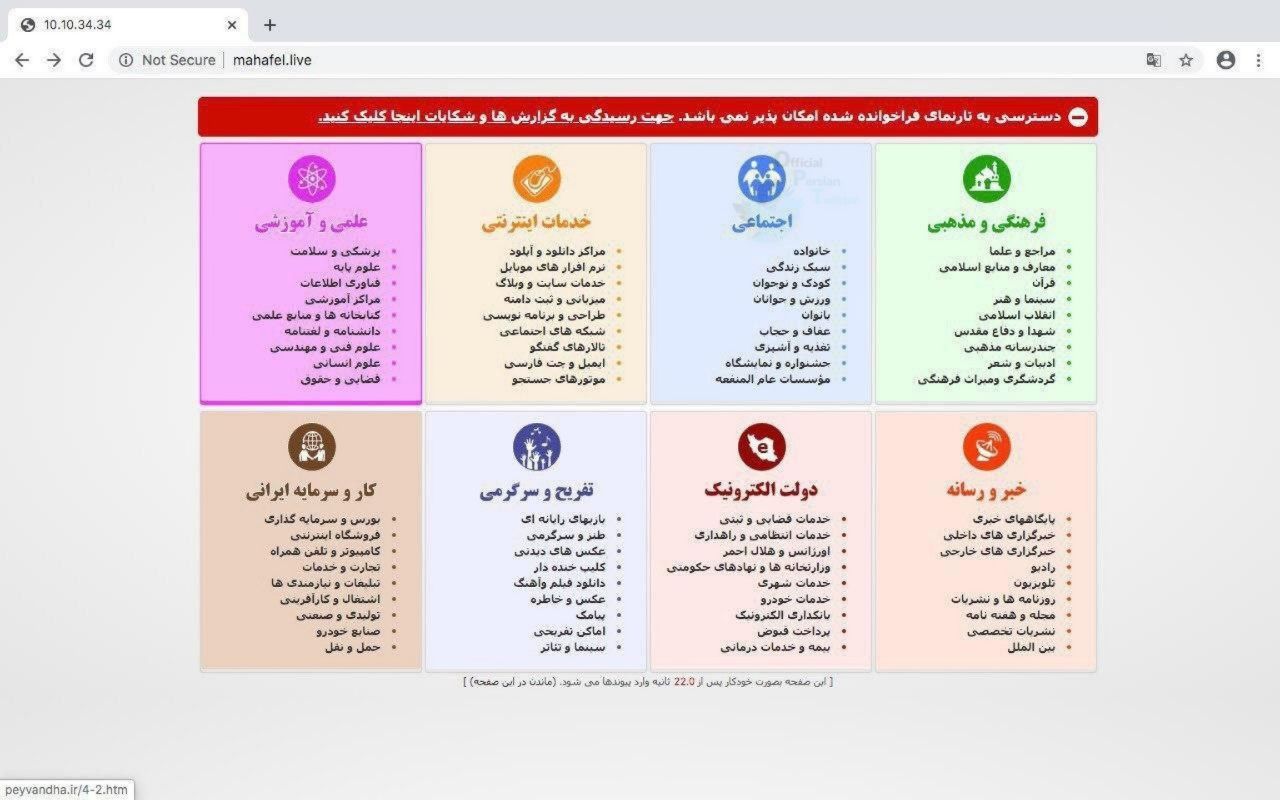 10.10.34.34
Not Secure
mahafel.live
دسترسی به تارنمای فراخوانده شده امکان پذیر نمی باشد. جهت رسیدگی به گزارش ها و شکایات اینجا کلیک کنید.
Official
Persian
Twitter
فرهنگی و مذهبی
مراجع و علما
معارف و منابع اسلامی
قرآن
سینما و هنر
انقلاب اسلامی
شهدا و دفاع مقدس
چندرسانه مذهبی
ادبیات و شعر
گردشگری ومیراث فرهنگی
اجتماعی
خانواده
سبک زندگی
کودک و نوجوان
ورزش و جوانان
بانوان
عفاف و حجاب
تغذیه و آشپزی
جشنواره و نمایشگاه
مؤسسات عام المنفعه
خدمات اینترنتی
مراکز دانلود و آپلود
نرم افزار های موبایل
خدمات سایت و وبلاگ
میزبانی و ثبت دامنه
طراحی و برنامه نویسی
شبکه های اجتماعی
تالارهای گفتگو
ایمیل و چت فارسی
موتورهای جستجو
علمی و آموزشی
پزشکی و سلامت
علوم پایه
فناوری اطلاعات
مراکز آموزشی
کتابخانه ها و منابع علمی
دانشنامه و لغتنامه
علوم فنی و مهندسی
علوم انسانی
قضایی و حقوق
خبر و رسانه
پایگاههای خبری
خبرگزاری های داخلی
خبرگزاری های خارجی
رادیو
تلویزیون
روزنامه ها و نشریات
مجله و هفته نامه
نشریات تخصصی
بین الملل
دولت الکترونیک
خدمات قضایی و ثبتی
خدمات انتظامی و راهداری
اورژانس و هلال احمر
وزارتخانه ها و نهادهای حکومتی
خدمات شهری
خدمات خودرو
بانکداری الکترونیک
پرداخت قبوض
بیمه و خدمات درمانی
تفریح و سرگرمی
بازیهای رایانه ای
طنز و سرگرمی
عکس های دیدنی
کلیپ خنده دار
دانلود فیلم وآهنگ
عکس و خاطره
پیامک
اماکن تفریحی
سینما و تئاتر
کار و سرمایه ایرانی
بورس و سرمایه گذاری
فروشگاه اینترنتی
کامپیوتر و تلفن همراه
تجارت و خدمات
تبلیغات و نیازمندی ها
اشتغال و کارآفرینی
تولیدی و صنعتی
صنایع خودرو
حمل و نقل
[ این صفحه بصورت خودکار پس از 22.0 ثانیه وارد پیوندها می شود. (ماندن در این صفحه) ]
peyvandha.ir/4-2.htm